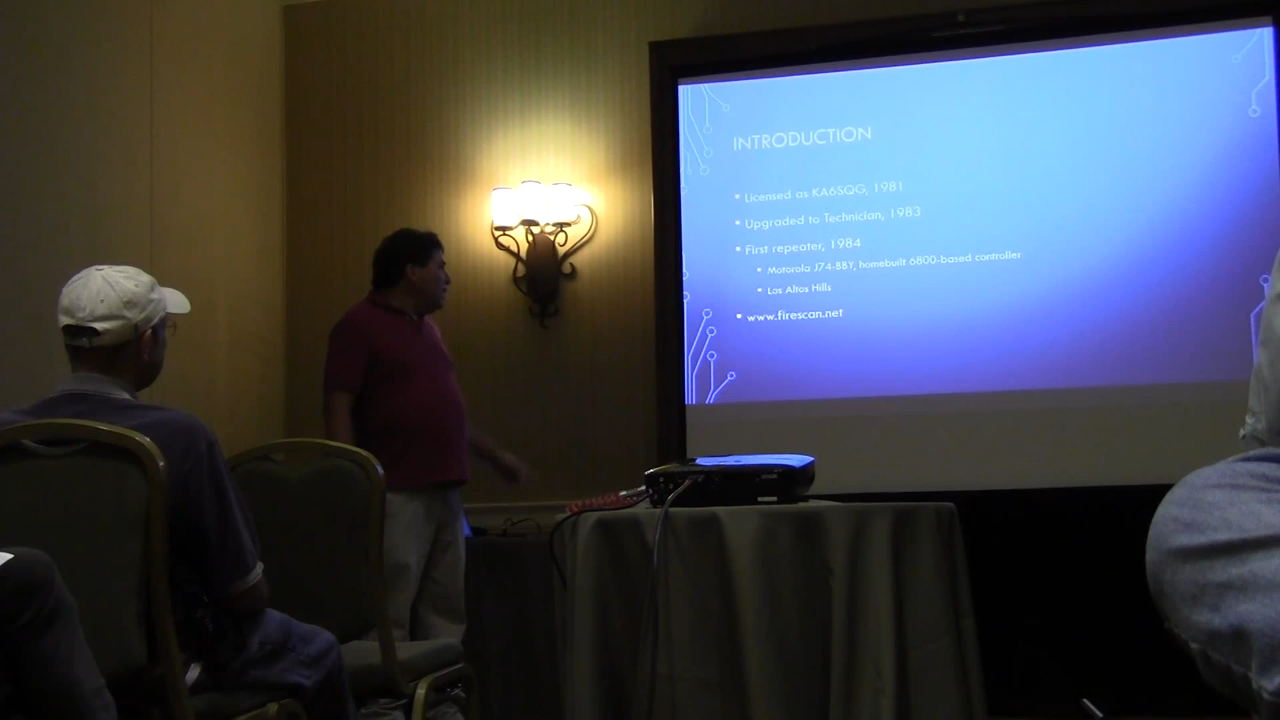 INTRODUCTION
Licensed as KA6SQG, 1981
Upgraded to Technician, 1983
First repeater, 1984
Motorola J74-BBY, homebuilt 6800-based controller
Los Altos Hills
www.firescan.net